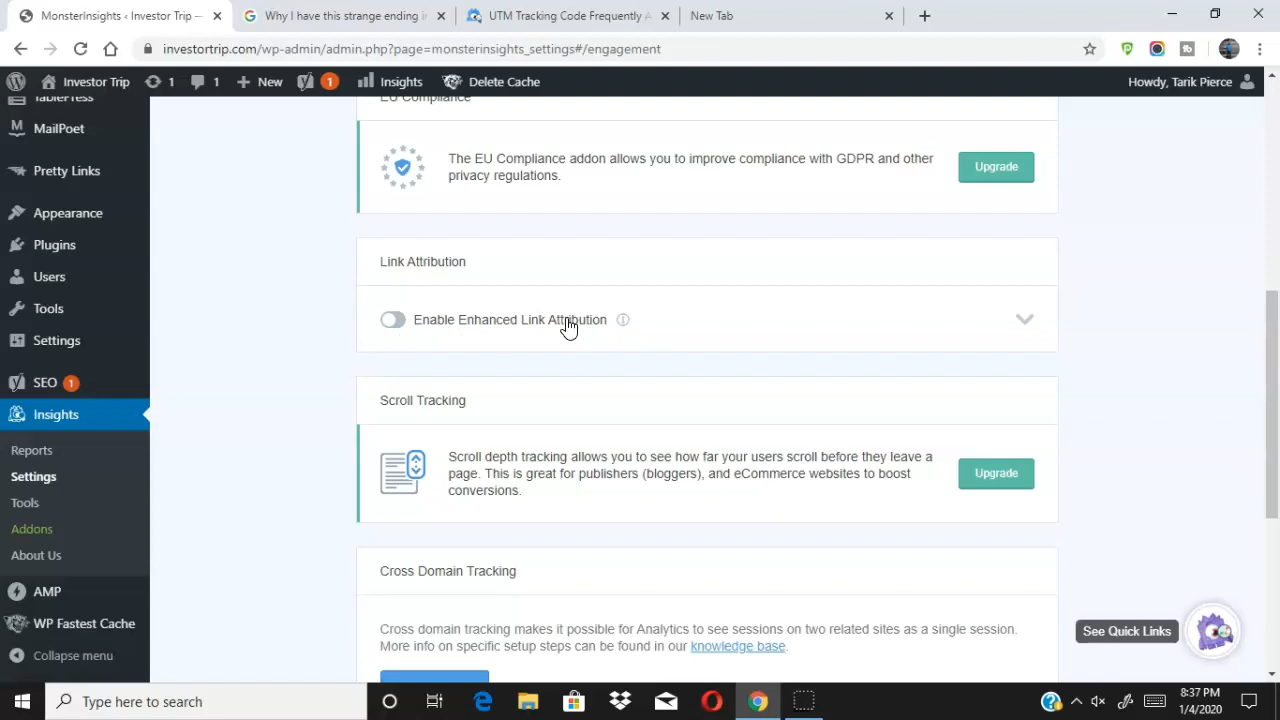 MonsterInsights ‹ Investor Trip —
Why I have this strange ending i
UTM Tracking Code Frequently A
New Tab
investortrip.com/wp-admin/admin.php?page=monsterinsights_settings#/engagement
Investor Trip
1
1
New
1
Insights
Delete Cache
Howdy, Tarik Pierce
TablePress
MailPoet
Pretty Links
Appearance
Plugins
Users
Tools
Settings
SEO 1
Insights
Reports
Settings
Tools
Addons
About Us
AMP
WP Fastest Cache
Collapse menu
EU Compliance
The EU Compliance addon allows you to improve compliance with GDPR and other
privacy regulations.
Upgrade
Link Attribution
Enable Enhanced Link Attribution
Scroll Tracking
Scroll depth tracking allows you to see how far your users scroll before they leave a
page. This is great for publishers (bloggers), and eCommerce websites to boost
conversions.
Upgrade
Cross Domain Tracking
Cross domain tracking makes it possible for Analytics to see sessions on two related sites as a single session.
More info on specific setup steps can be found in our knowledge base.
See Quick Links
Type here to search
8:37 PM
1/4/2020